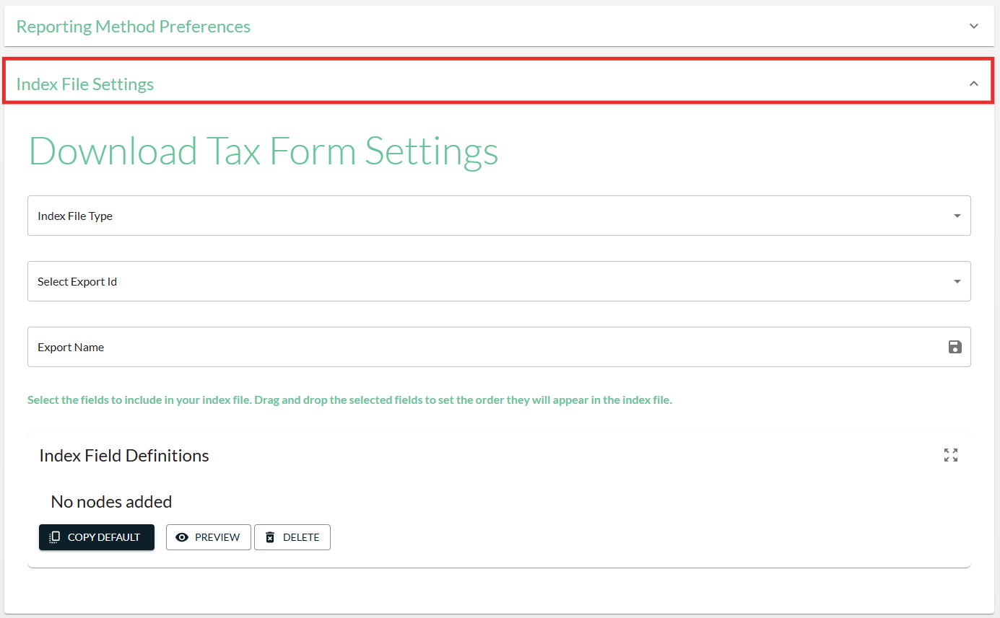 Reporting Method Preferences
Index File Settings
Download Tax Form Settings
Index File Type
Select Export Id
Export Name
Select the fields to include in your index file. Drag and drop the selected fields to set the order they will appear in the index file.
Index Field Definitions
No nodes added
COPY DEFAULT PREVIEW DELETE